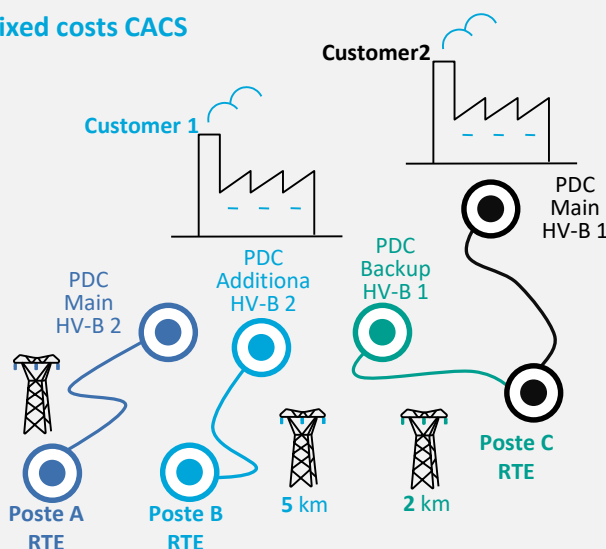 ixed costs CACS
Customer2
Customer 1
PDC
Main
HV-B 1
PDC
Additiona
HV-B 2
PDC
Backup
HV-B 1
PDC
Main
HV-B 2
Poste C
RTE
5 km
2 km
Poste A
RTE
Poste B
RTE